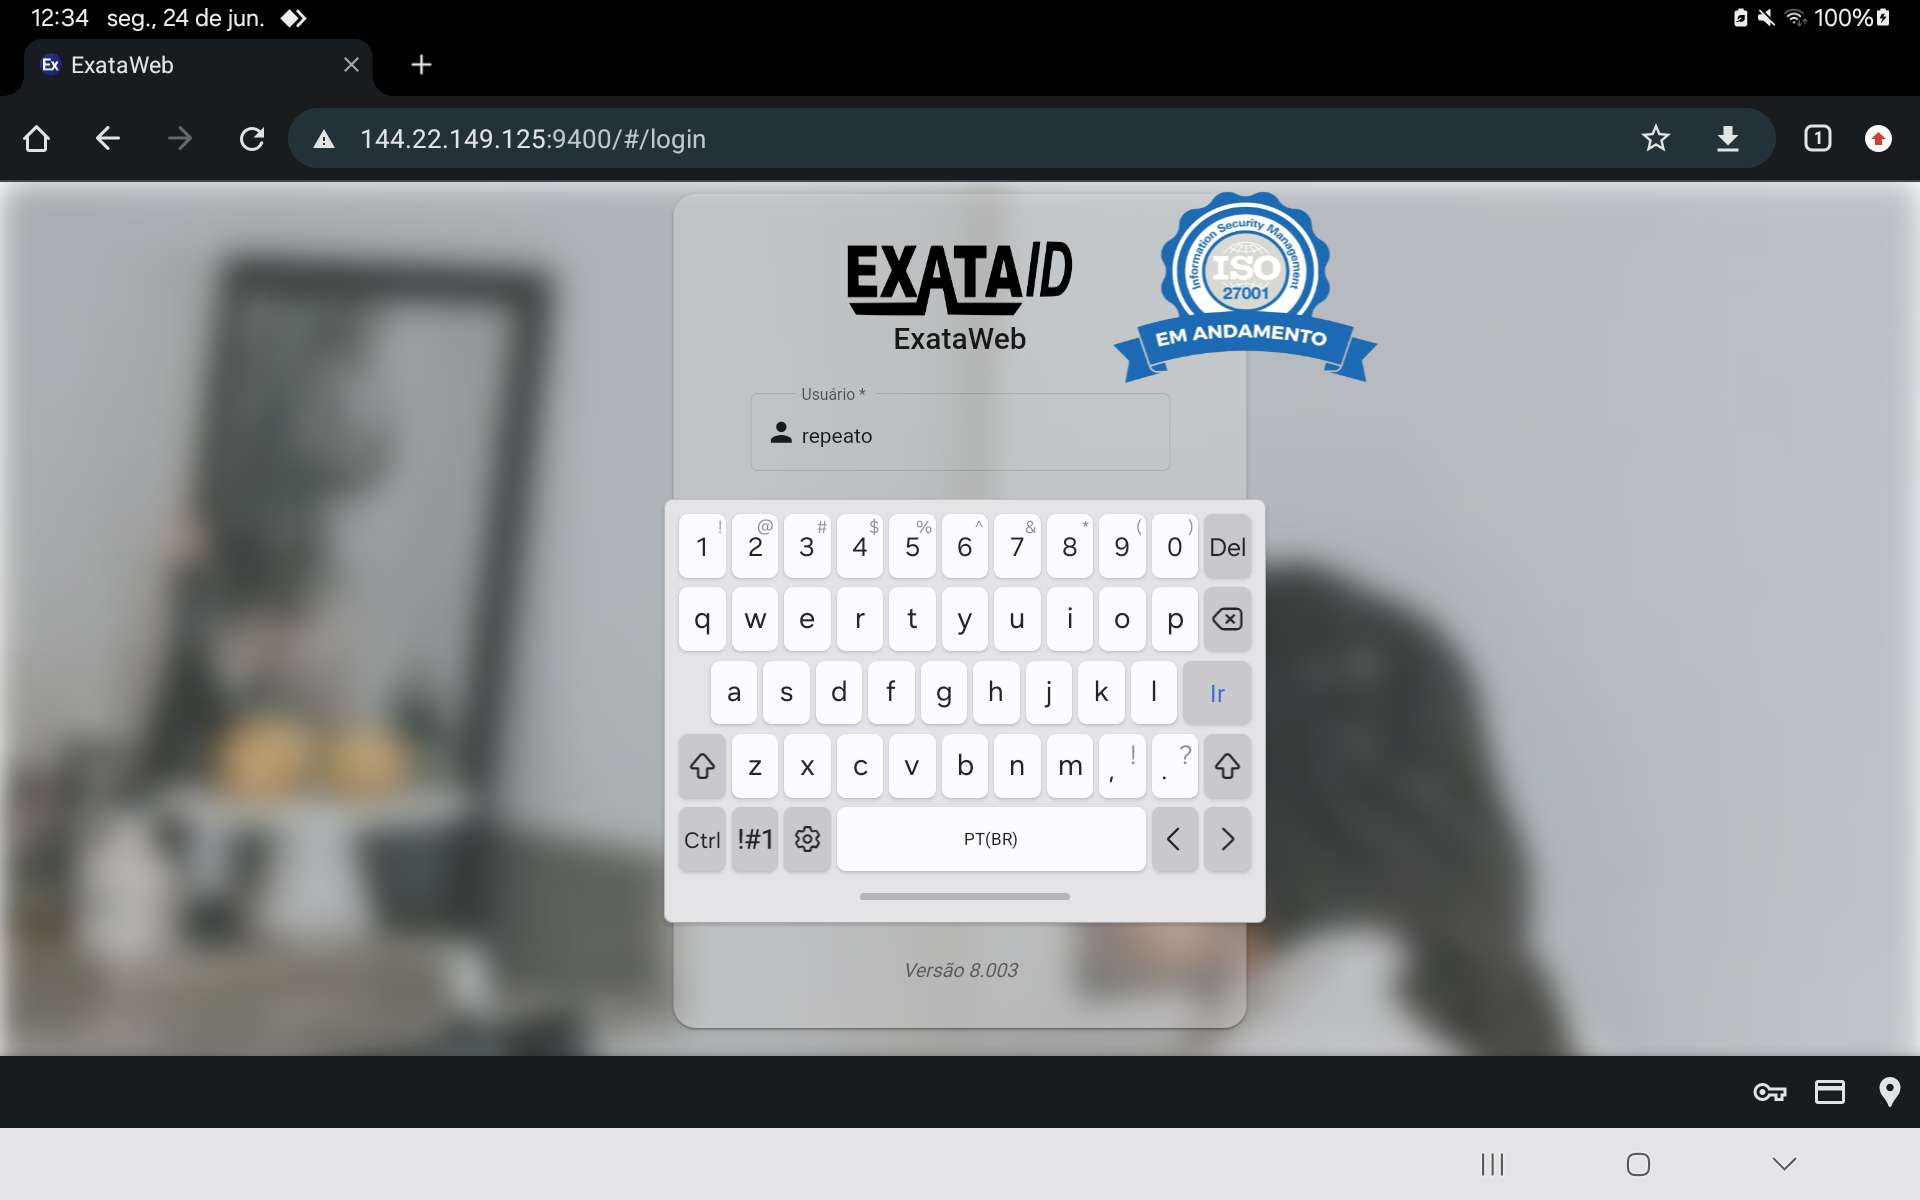 12:34 seg., 24 de jun. 100%
Ex ExataWeb
144.22.149.125:9400/#/login 1
EXATA ID
ExataWeb
Information Security Management
ISO
27001
EM ANDAMENTO
Usuário *
repeato
! @ # $ % ^ & * ( )
1 2 3 4 5 6 7 8 9 0 Del
q w e r t y u i o p
a s d f g h j k l Ir
z x c v b n m , ! . ?
Ctrl !#1 PT(BR) < >
Versão 8.003